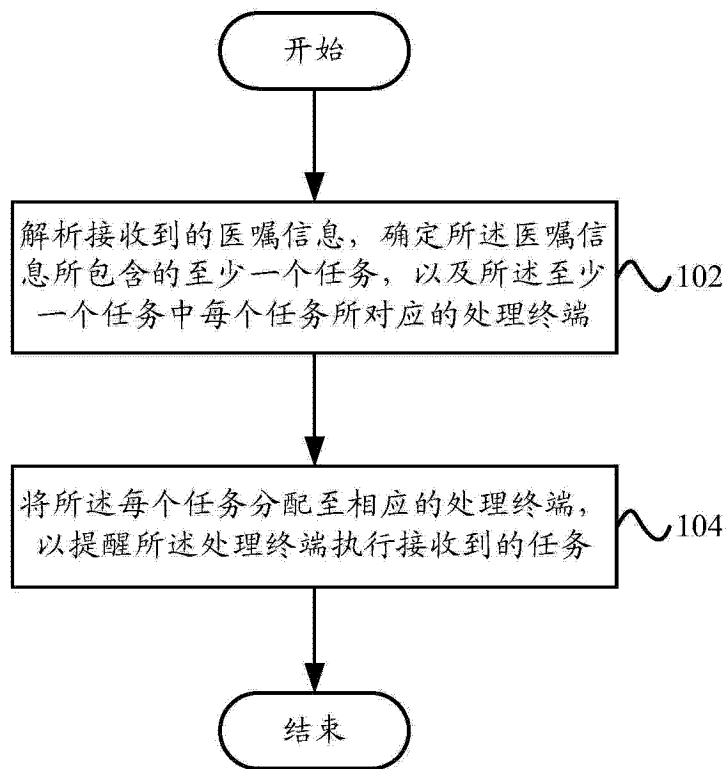 开始
解析接收到的医嘱信息，确定所述医嘱信
息所包含的至少一个任务，以及所述至少
一个任务中每个任务所对应的处理终端
102
将所述每个任务分配至相应的处理终端，
以提醒所述处理终端执行接收到的任务
104
结束